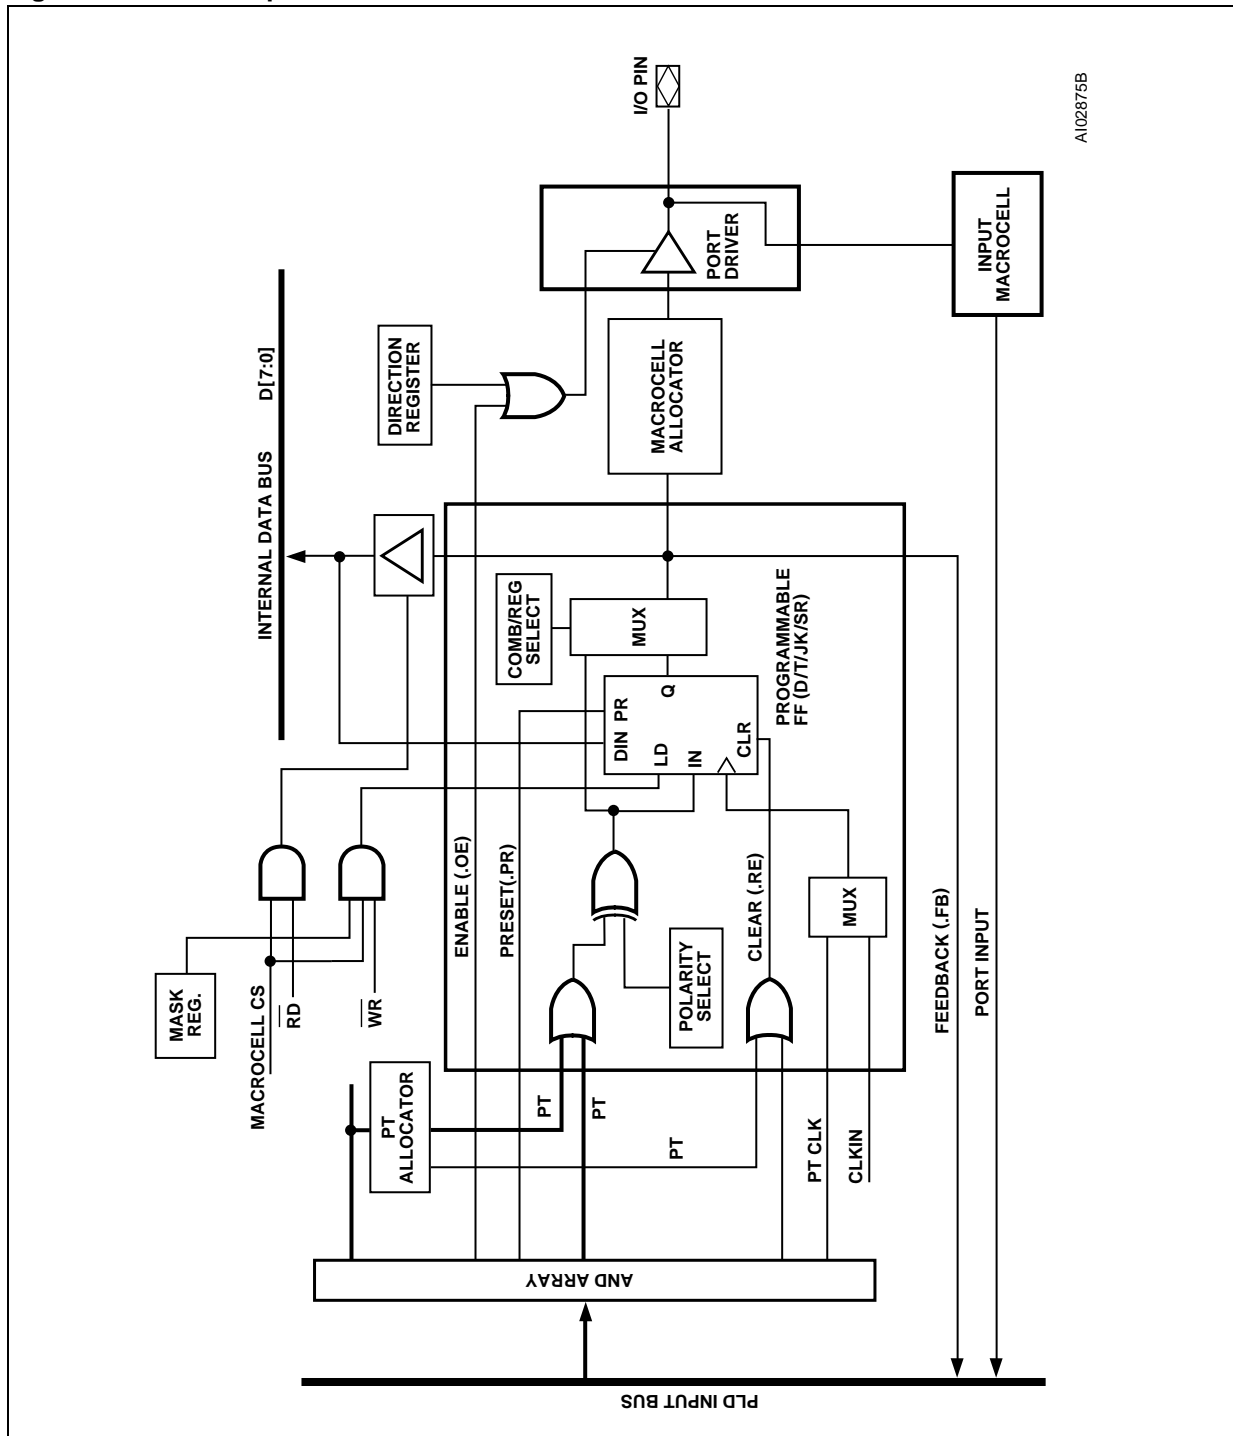 MASK
REG.
MACROCELL CS
RD
WR
INTERNAL DATA BUS
D[7:0]
DIRECTION
REGISTER
PT
ALLOCATOR
ENABLE (.OE)
PRESET(.PR)
COMB/REG
SELECT
PT
PT
PT
DIN PR
LD
Q
IN
CLR
MUX
MACROCELL
ALLOCATOR
I/O PIN
PORT
DRIVER
POLARITY
SELECT
CLEAR (.RE)
PROGRAMMABLE
FF (D/T/JK/SR)
PT CLK
CLKIN
MUX
AND ARRAY
PLD INPUT BUS
FEEDBACK (.FB)
PORT INPUT
INPUT
MACROCELL
AI02875B